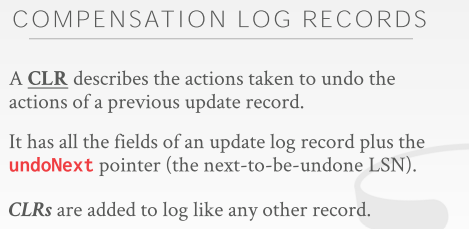 COMPENSATION LOG RECORDS
A CLR describes the actions taken to undo the
actions of a previous update record.
It has all the fields of an update log record plus the
undoNext pointer (the next-to-be-undone LSN).
CLRs are added to log like any other record.